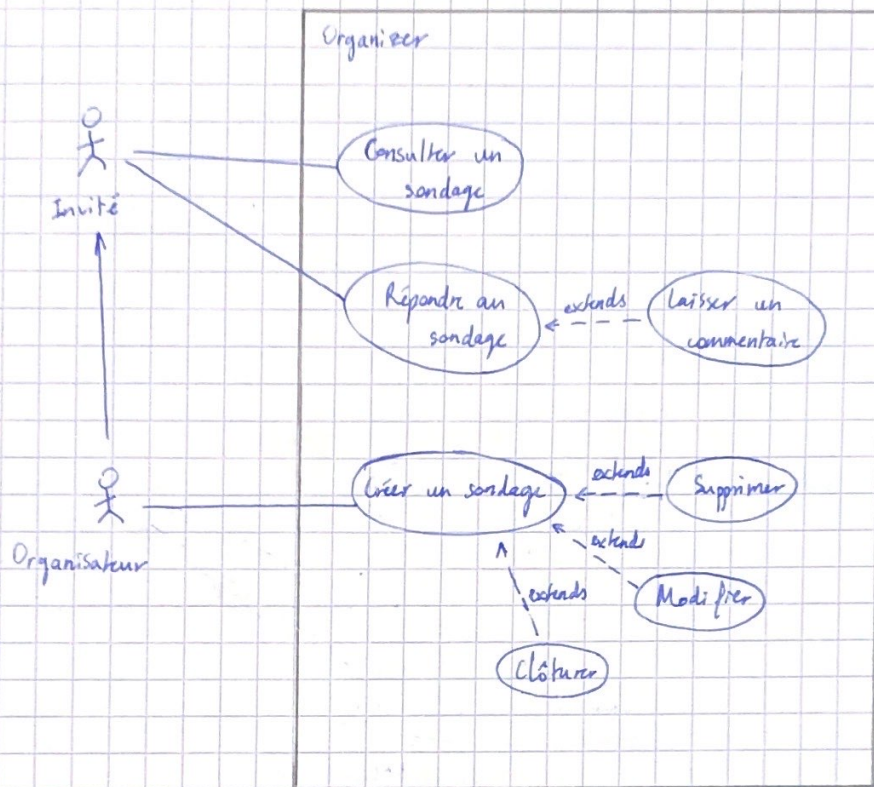 Organizer
Consulter un
sondage
Invité
Répondre au
sondage
extends
Laisser un
commentaire
Créer un sondage
extends
Supprimer
Organisateur
extends
Modifier
extends
Clôturer